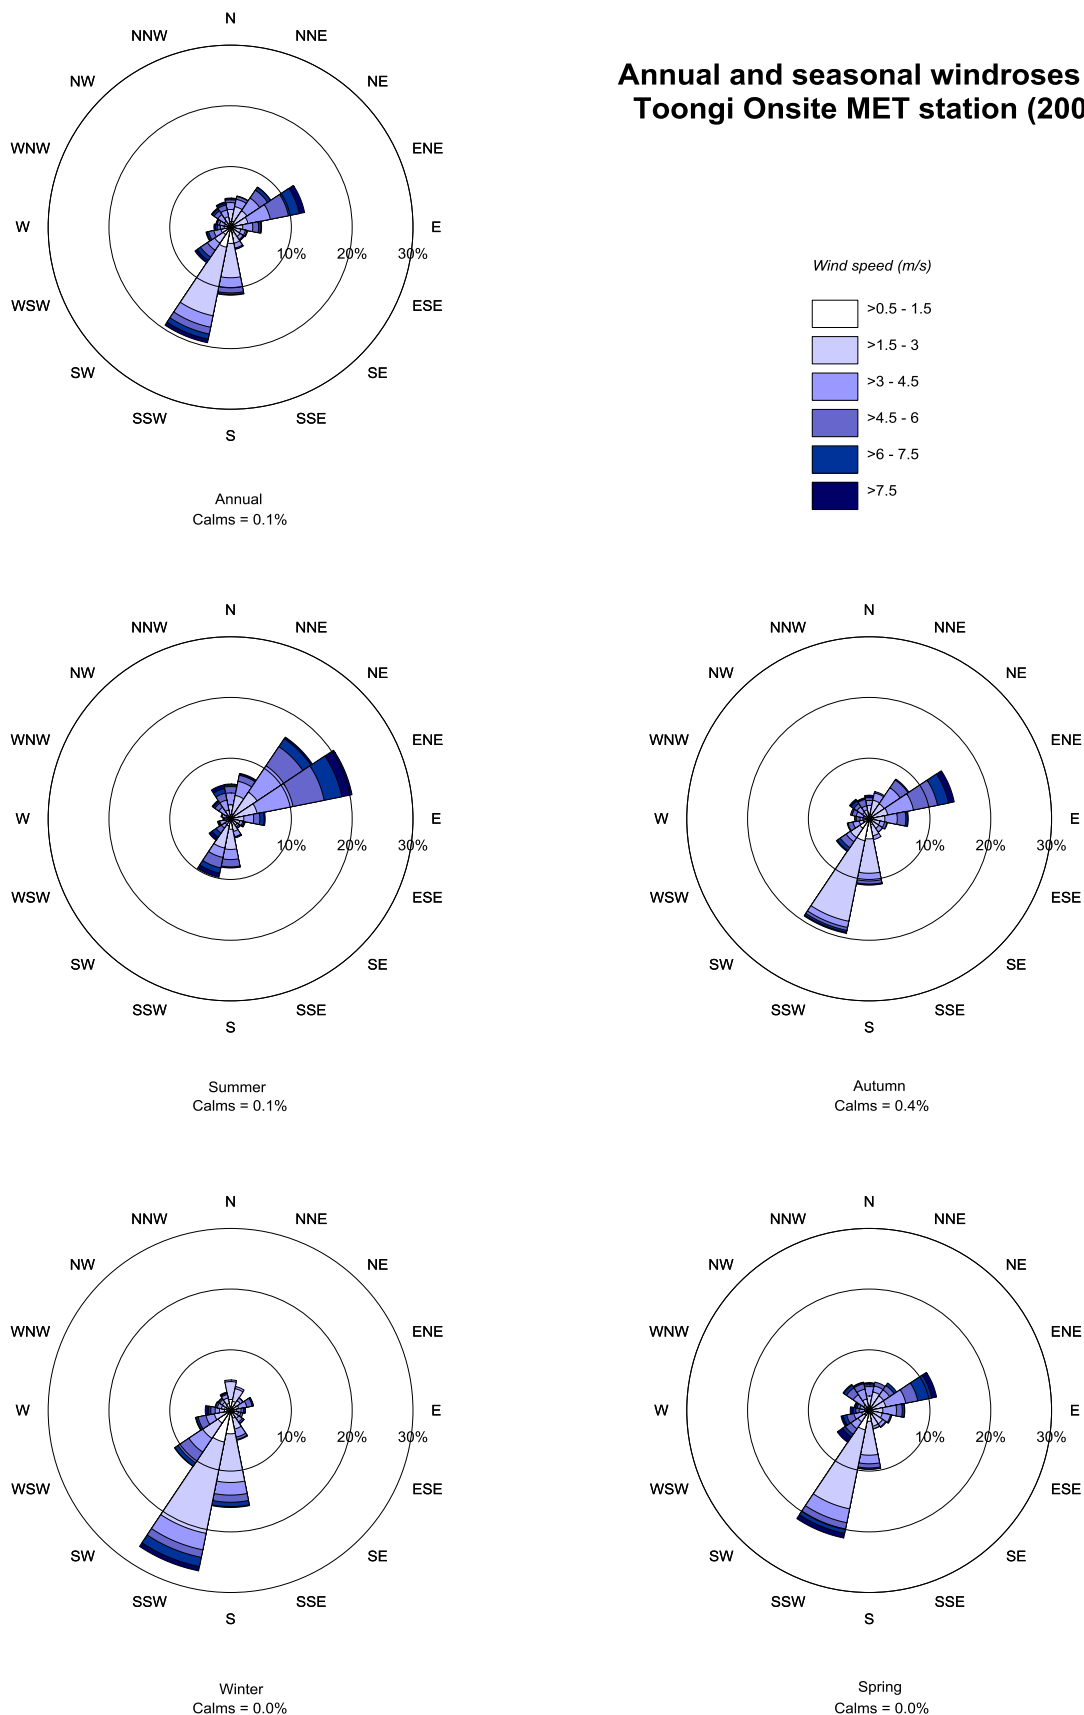 N
NNW NNE
NW NE
WNW ENE
W E
10% 20% 30%
WSW ESE
SW SE
SSW SSE
S
Annual
Calms = 0.1%
Annual and seasonal windroses
Toongi Onsite MET station (200
Wind speed (m/s)
>0.5 - 1.5
>1.5 - 3
>3 - 4.5
>4.5 - 6
>6 - 7.5
>7.5
N
NNW NNE
NW NE
WNW ENE
W E
10% 20% 30%
WSW ESE
SW SE
SSW SSE
S
Summer
Calms = 0.1%
N
NNW NNE
NW NE
WNW ENE
W E
10% 20% 30%
WSW ESE
SW SE
SSW SSE
S
Autumn
Calms = 0.4%
N
NNW NNE
NW NE
WNW ENE
W E
10% 20% 30%
WSW ESE
SW SE
SSW SSE
S
Winter
Calms = 0.0%
N
NNW NNE
NW NE
WNW ENE
W E
10% 20% 30%
WSW ESE
SW SE
SSW SSE
S
Spring
Calms = 0.0%